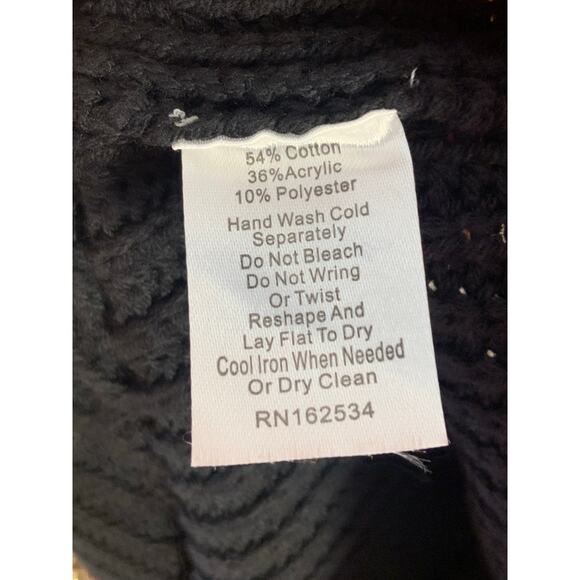 54% Cotton
36%Acrylic
10% Polyester
Hand Wash Cold
Separately
Do Not Bleach
Do Not Wring
Or Twist
Reshape And
Lay Flat To Dry
Cool Iron When Needed
Or Dry Clean
RN162534